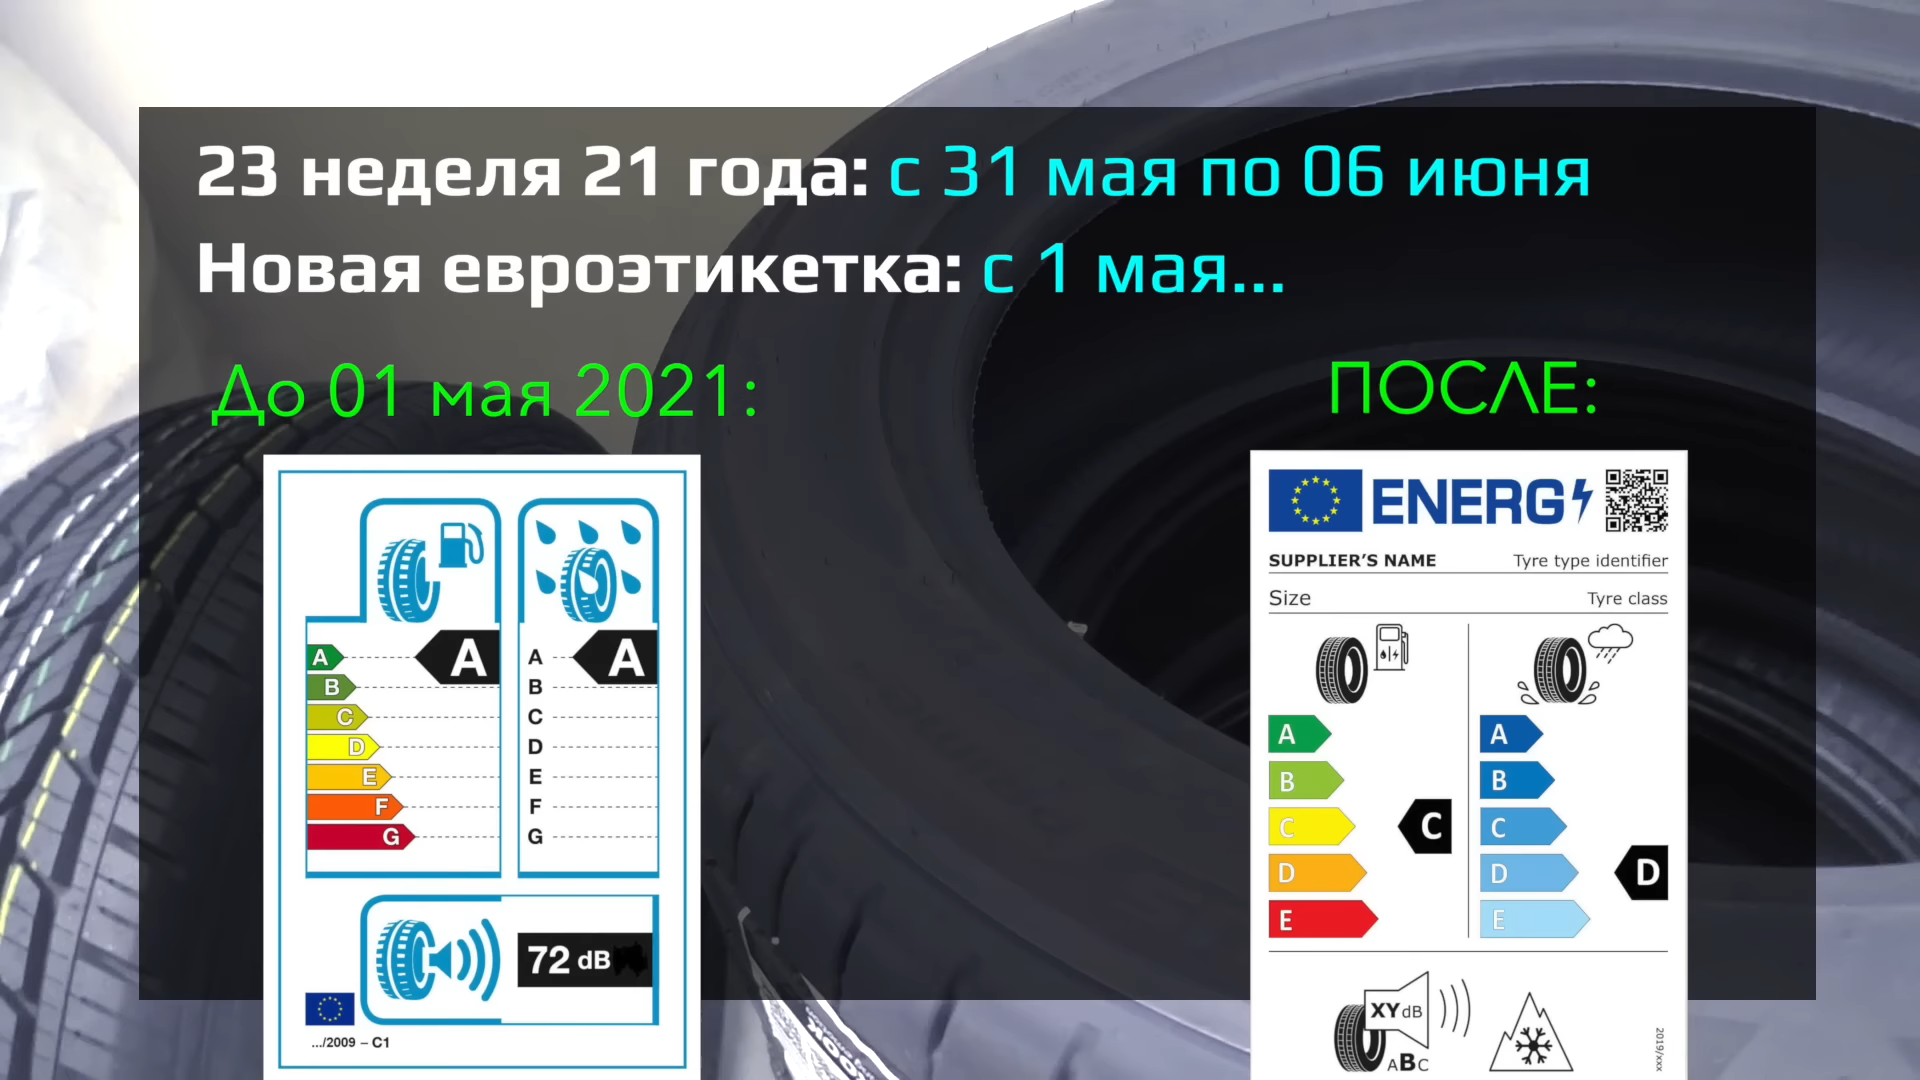 23 неделя 21 года: с 31 мая по 06 июня
Новая евроэтикетка: с 1 мая...
До 01 мая 2021:
ПОСЛЕ:
A
B
C
D
E
F
G
A
A
B
C
D
E
F
G
A
72 dB
.../2009 – C1
ENERG
SUPPLIER'S NAME
Tyre type identifier
Size
Tyre class
A
B
C
D
E
C
A
B
C
D
E
D
XY dB
ABC
2019/xxx